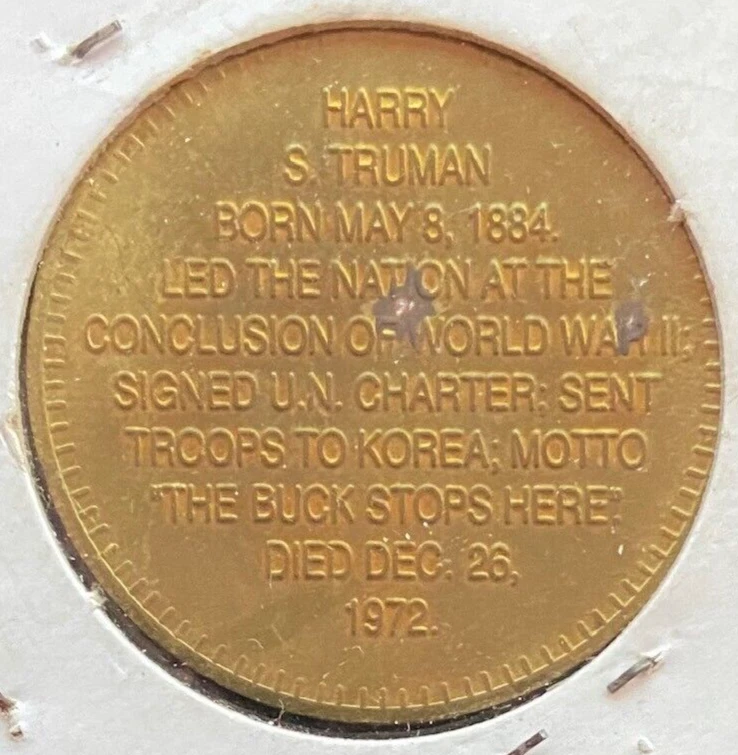 HARRY
S. TRUMAN
BORN MAY 8, 1884.
LED THE NATION AT THE
CONCLUSION OF WORLD WAR II;
SIGNED U.N. CHARTER; SENT
TROOPS TO KOREA; MOTTO
"THE BUCK STOPS HERE".
DIED DEC. 26,
1972.